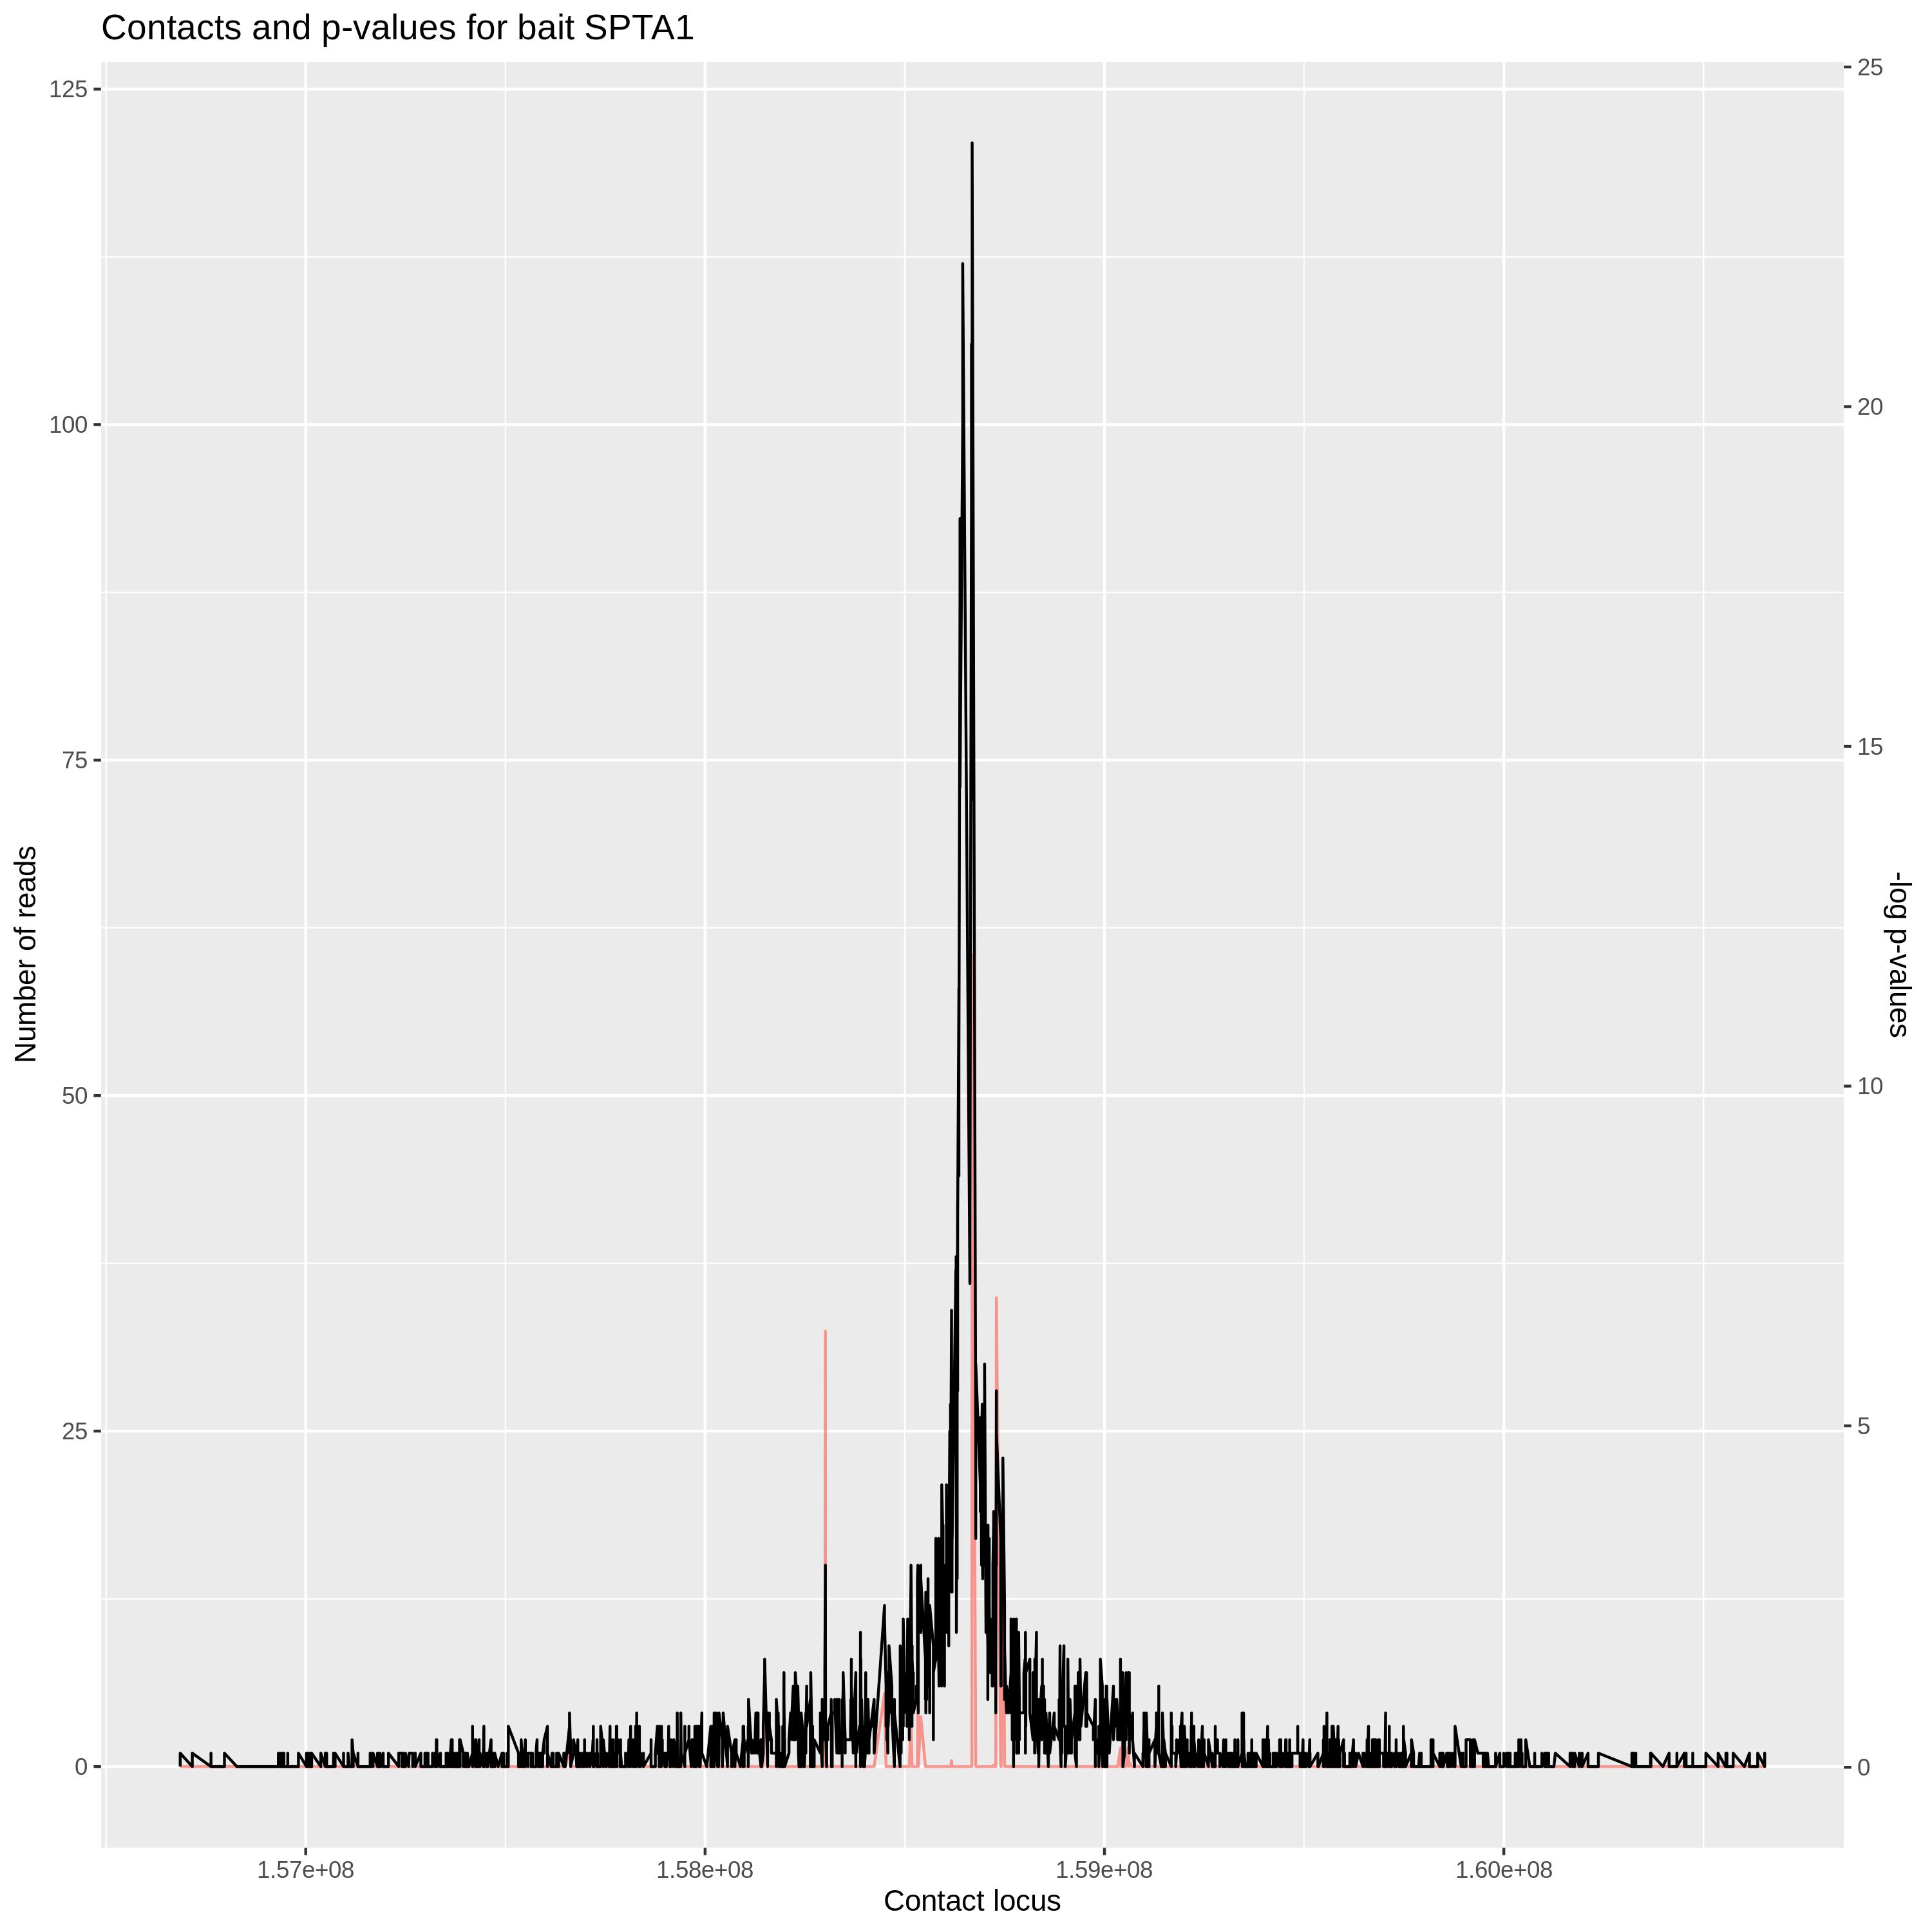 Contacts and p-values for bait SPTA1
125
100
75
50
25
0
Number of reads
25
20
15
10
5
0
-log p-values
1.57e+08 1.58e+08 1.59e+08 1.60e+08
Contact locus